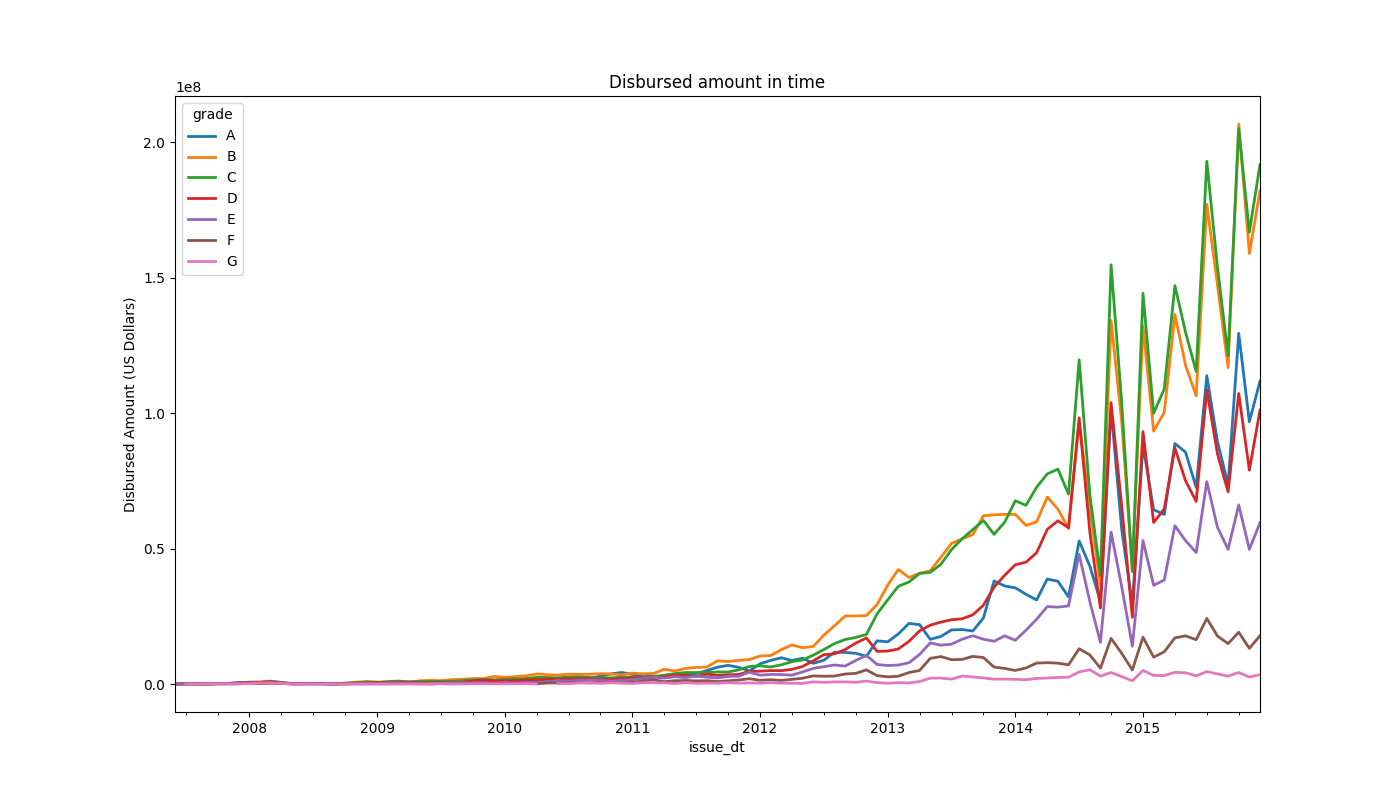 Disbursed amount in time
1e8
grade
A
B
C
D
E
F
G
2.0
1.5
1.0
0.5
0.0
Disbursed Amount (US Dollars)
2008 2009 2010 2011 2012 2013 2014 2015
issue_dt